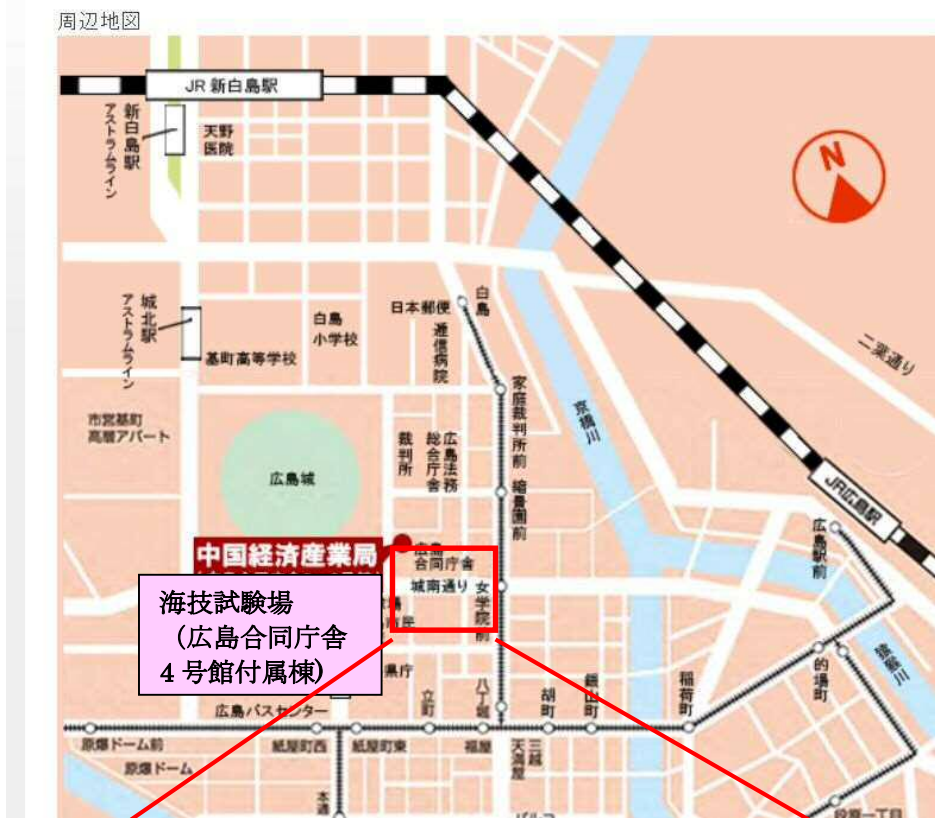 周辺地図
JR 新白島駅
新白島駅
アストラムライン
天野
医院
N
城北駅
アストラムライン
白島
小学校
日本郵便
白島
逓信病院
基町高等学校
二葉通り
家庭裁判所前
京橋川
市営基町
高層アパート
裁判所
広島法務
総合庁舎
広島城
縮景園前
JR広島駅
広島駅前
中国経済産業局
広島
合同庁舎
城南通り
女学院前
海技試験場
（広島合同庁舎
4 号館付属棟）
県庁
立町
八丁堀
胡町
銀山町
稲荷町
的場町
猿猴川
広島バスセンター
原爆ドーム前
紙屋町西
紙屋町東
福屋
天満屋
三越
原爆ドーム
本通
段原一丁目